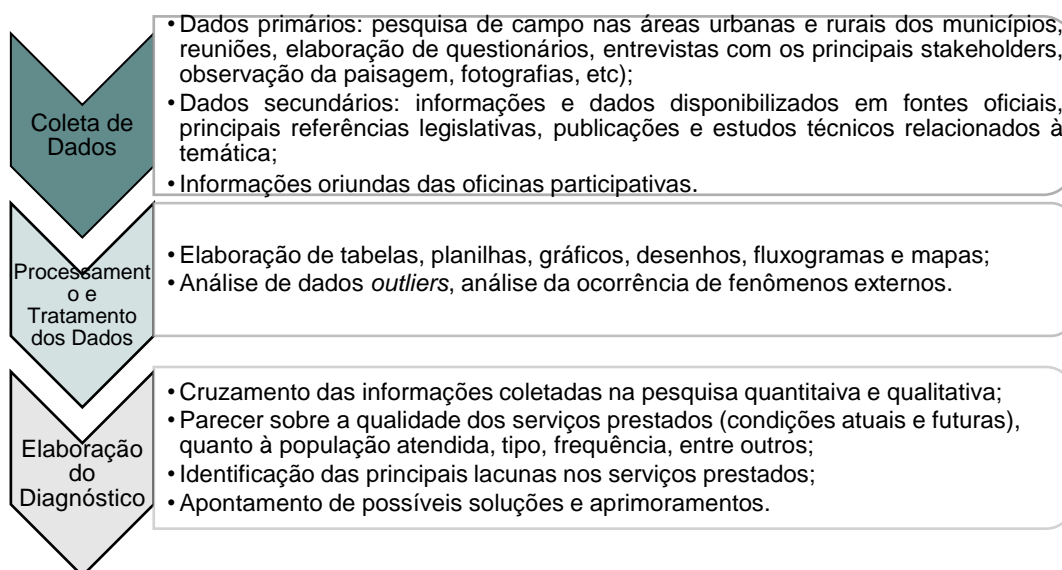 Coleta de
Dados
•Dados primários: pesquisa de campo nas áreas urbanas e rurais dos municípios,
reuniões, elaboração de questionários, entrevistas com os principais stakeholders,
observação da paisagem, fotografias, etc);
•Dados secundários: informações e dados disponibilizados em fontes oficiais,
principais referências legislativas, publicações e estudos técnicos relacionados à
temática;
•Informações oriundas das oficinas participativas.
Processament
o e
Tratamento
dos Dados
•Elaboração de tabelas, planilhas, gráficos, desenhos, fluxogramas e mapas;
•Análise de dados outliers, análise da ocorrência de fenômenos externos.
Elaboração
do
Diagnóstico
•Cruzamento das informações coletadas na pesquisa quantitaiva e qualitativa;
•Parecer sobre a qualidade dos serviços prestados (condições atuais e futuras),
quanto à população atendida, tipo, frequência, entre outros;
•Identificação das principais lacunas nos serviços prestados;
•Apontamento de possíveis soluções e aprimoramentos.